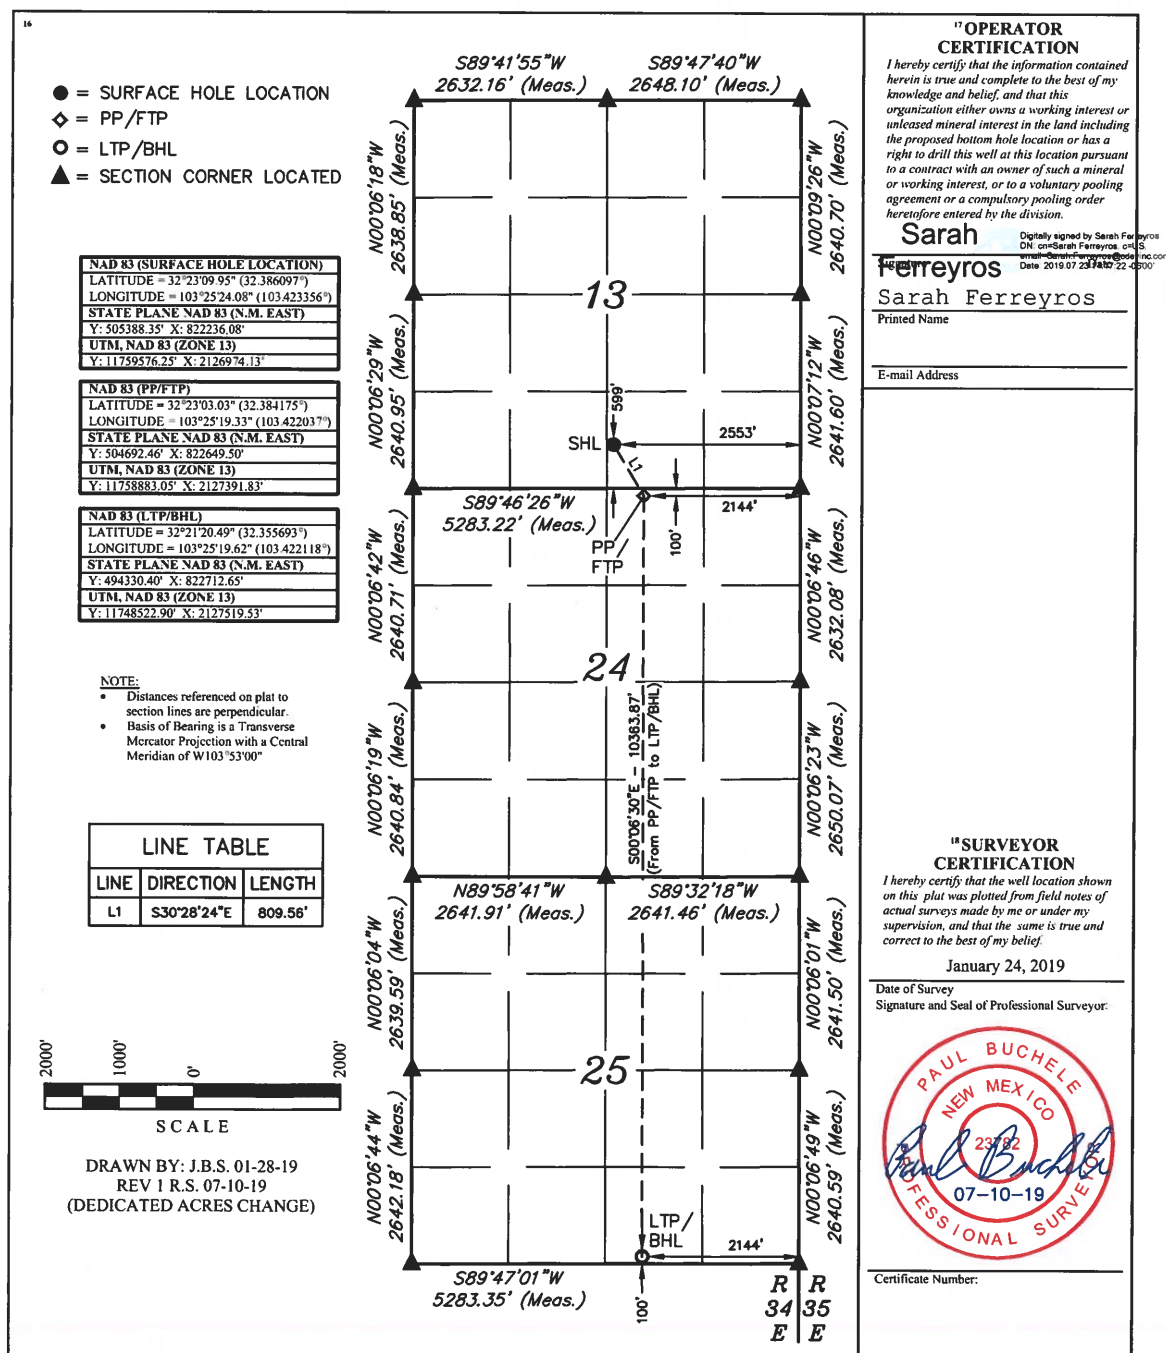 16
● = SURFACE HOLE LOCATION
◇ = PP/FTP
O = LTP/BHL
▲ = SECTION CORNER LOCATED
NAD 83 (SURFACE HOLE LOCATION)
LATITUDE = 32°23'09.95" (32.386097°)
LONGITUDE = 103°25'24.08" (103.423356°)
STATE PLANE NAD 83 (N.M. EAST)
Y: 505388.35' X: 822236.08'
UTM, NAD 83 (ZONE 13)
Y: 11759576.25' X: 2126974.13'
NAD 83 (PP/FTP)
LATITUDE = 32°23'03.03" (32.384175°)
LONGITUDE = 103°25'19.33" (103.422037°)
STATE PLANE NAD 83 (N.M. EAST)
Y: 504692.46' X: 822649.50'
UTM, NAD 83 (ZONE 13)
Y: 11758883.05' X: 2127391.83'
NAD 83 (LTP/BHL)
LATITUDE = 32°21'20.49" (32.355693°)
LONGITUDE = 103°25'19.62" (103.422118°)
STATE PLANE NAD 83 (N.M. EAST)
Y: 494330.40' X: 822712.65'
UTM, NAD 83 (ZONE 13)
Y: 11748522.90' X: 2127519.53'
NOTE:
• Distances referenced on plat to
section lines are perpendicular.
• Basis of Bearing is a Transverse
Mercator Projection with a Central
Meridian of W103°53'00"
LINE TABLE
LINE DIRECTION LENGTH
L1 S30°28'24"E 809.56'
2000' 1000' 0' 2000'
SCALE
DRAWN BY: J.B.S. 01-28-19
REV 1 R.S. 07-10-19
(DEDICATED ACRES CHANGE)
S89°41'55"W
2632.16' (Meas.)
S89°47'40"W
2648.10' (Meas.)
N00°06'18"W
2638.85' (Meas.)
N00°09'26"W
2640.70' (Meas.)
13
N00°06'29"W
2640.95' (Meas.)
N00°07'12"W
2641.60' (Meas.)
599'
SHL
2553'
L1
S89°46'26"W
5283.22' (Meas.)
2144'
100'
PP/
FTP
N00°06'42"W
2640.71' (Meas.)
N00°06'46"W
2632.08' (Meas.)
24
S00°06'30"E – 10363.87'
(From PP/FTP to LTP/BHL)
N00°06'19"W
2640.84' (Meas.)
N00°06'23"W
2650.07' (Meas.)
N89°58'41"W
2641.91' (Meas.)
S89°32'18"W
2641.46' (Meas.)
N00°06'04"W
2639.59' (Meas.)
N00°06'01"W
2641.50' (Meas.)
25
N00°06'44"W
2642.18' (Meas.)
N00°06'49"W
2640.59' (Meas.)
LTP/
BHL
2144'
S89°47'01"W
5283.35' (Meas.)
100'
R R
34 35
E E
17 OPERATOR
CERTIFICATION
I hereby certify that the information contained
herein is true and complete to the best of my
knowledge and belief, and that this
organization either owns a working interest or
unleased mineral interest in the land including
the proposed bottom hole location or has a
right to drill this well at this location pursuant
to a contract with an owner of such a mineral
or working interest, or to a voluntary pooling
agreement or a compulsory pooling order
heretofore entered by the division.
Sarah
Ferreyros
Digitally signed by Sarah Ferreyros
DN: cn=Sarah Ferreyros, c=US,
Signature
Sarah Ferreyros
Printed Name
E-mail Address
18 SURVEYOR
CERTIFICATION
I hereby certify that the well location shown
on this plat was plotted from field notes of
actual surveys made by me or under my
supervision, and that the same is true and
correct to the best of my belief.
January 24, 2019
Date of Survey
Signature and Seal of Professional Surveyor:
PAUL BUCHELE
NEW MEXICO
23782
Paul Buchele
07-10-19
PROFESSIONAL SURVEYOR
Certificate Number: